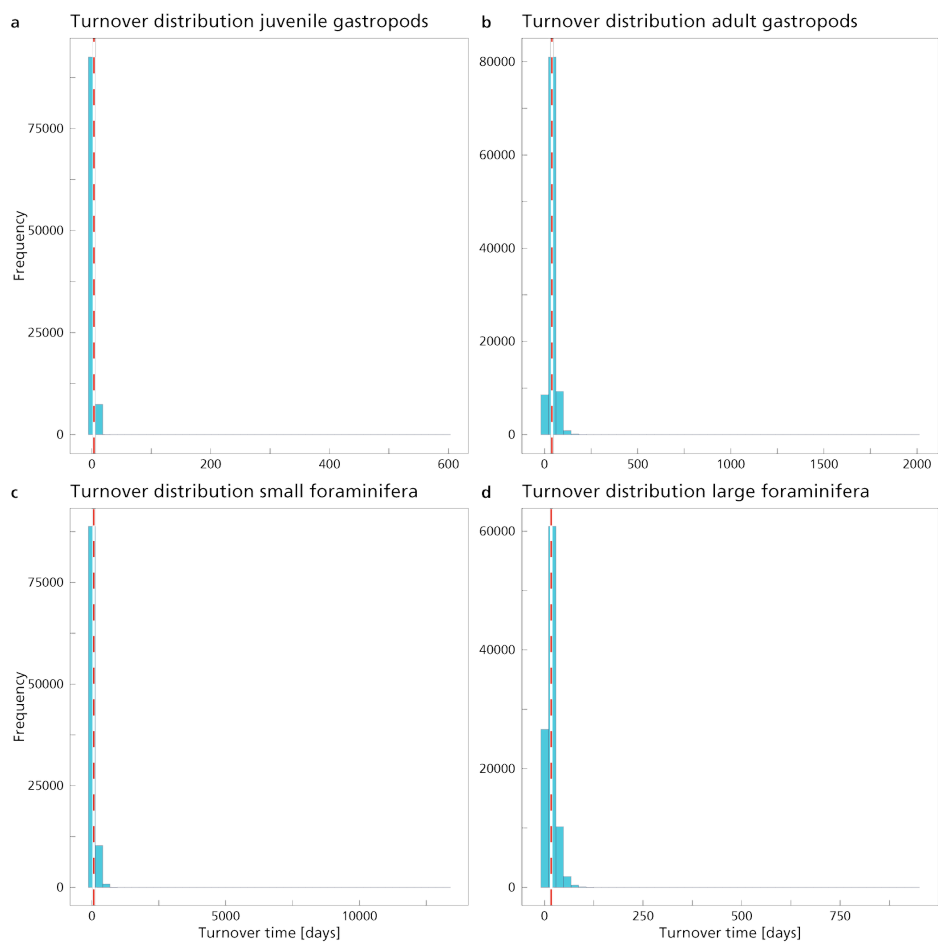 a Turnover distribution juvenile gastropods
75000
50000
25000
0
Frequency
0 200 400 600
b Turnover distribution adult gastropods
80000
60000
40000
20000
0
0 500 1000 1500 2000
c Turnover distribution small foraminifera
75000
50000
25000
0
Frequency
0 5000 10000
Turnover time [days]
d Turnover distribution large foraminifera
60000
40000
20000
0
0 250 500 750
Turnover time [days]